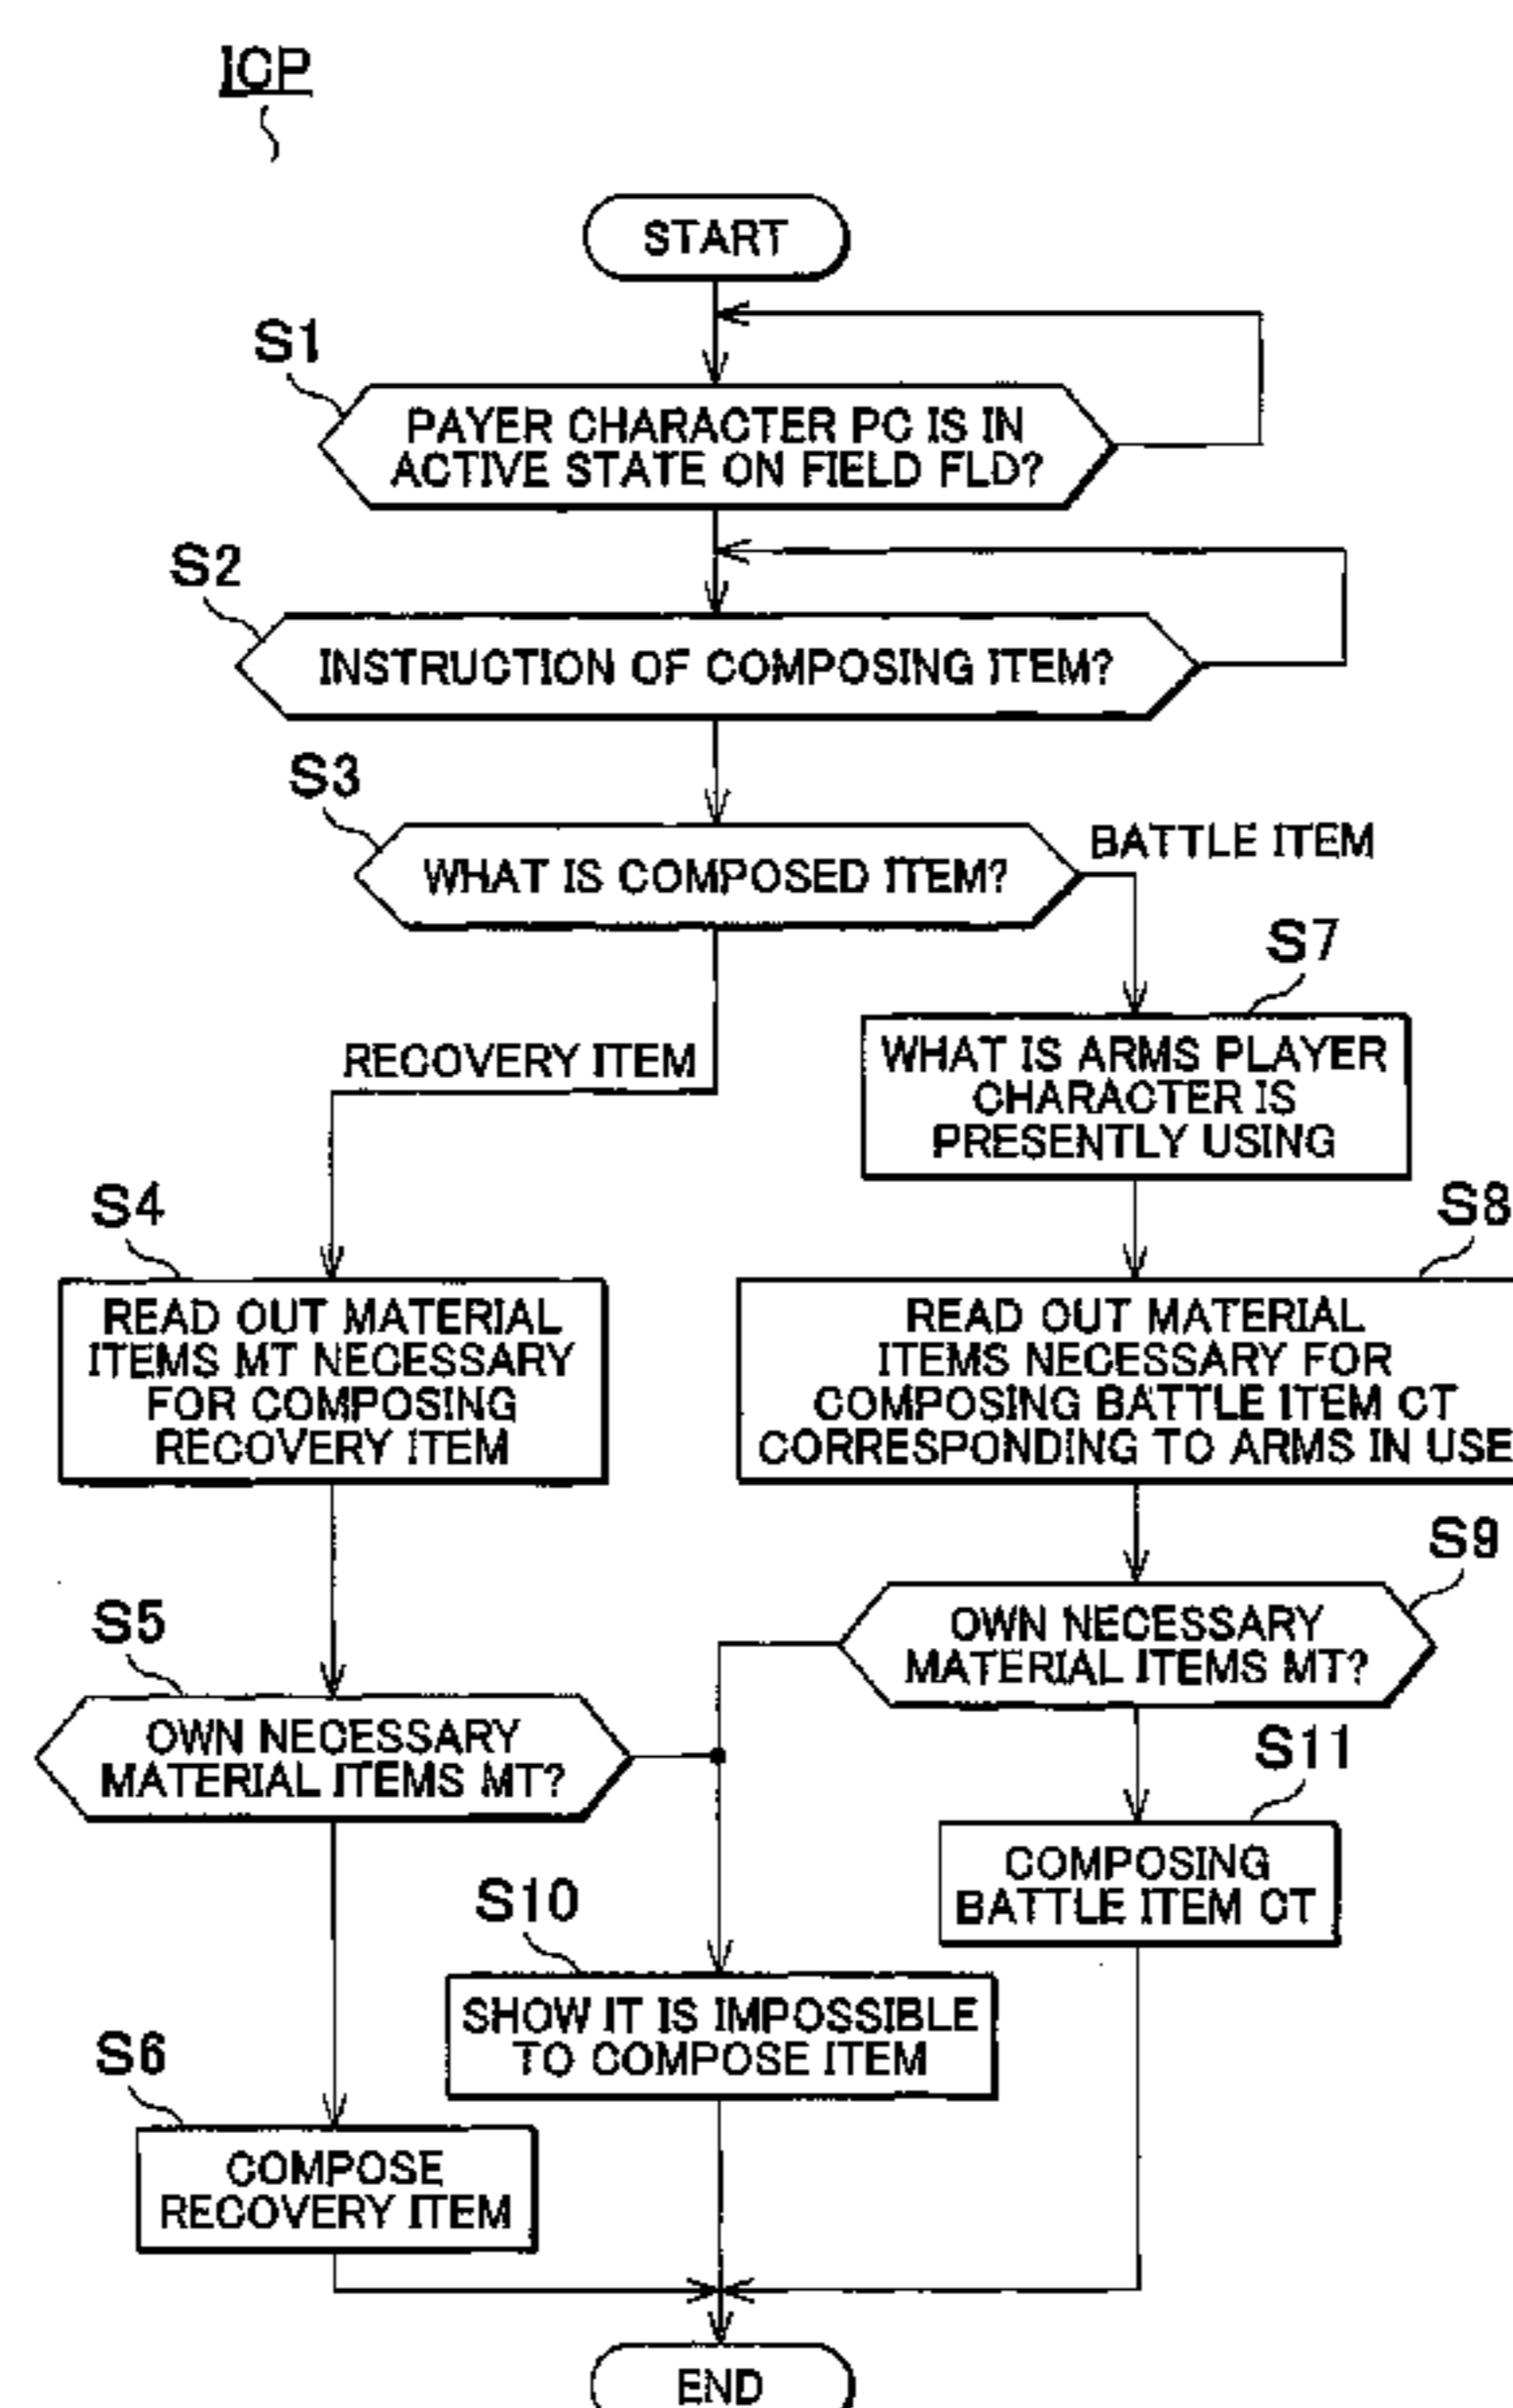 ICP
START
S1
PAYER CHARACTER PC IS IN
ACTIVE STATE ON FIELD FLD?
S2
INSTRUCTION OF COMPOSING ITEM?
S3
WHAT IS COMPOSED ITEM?
BATTLE ITEM
RECOVERY ITEM
S7
WHAT IS ARMS PLAYER
CHARACTER IS
PRESENTLY USING
S4
READ OUT MATERIAL
ITEMS MT NECESSARY
FOR COMPOSING
RECOVERY ITEM
S8
READ OUT MATERIAL
ITEMS NECESSARY FOR
COMPOSING BATTLE ITEM CT
CORRESPONDING TO ARMS IN USE
S5
OWN NECESSARY
MATERIAL ITEMS MT?
S9
OWN NECESSARY
MATERIAL ITEMS MT?
S11
COMPOSING
BATTLE ITEM CT
S10
SHOW IT IS IMPOSSIBLE
TO COMPOSE ITEM
S6
COMPOSE
RECOVERY ITEM
END